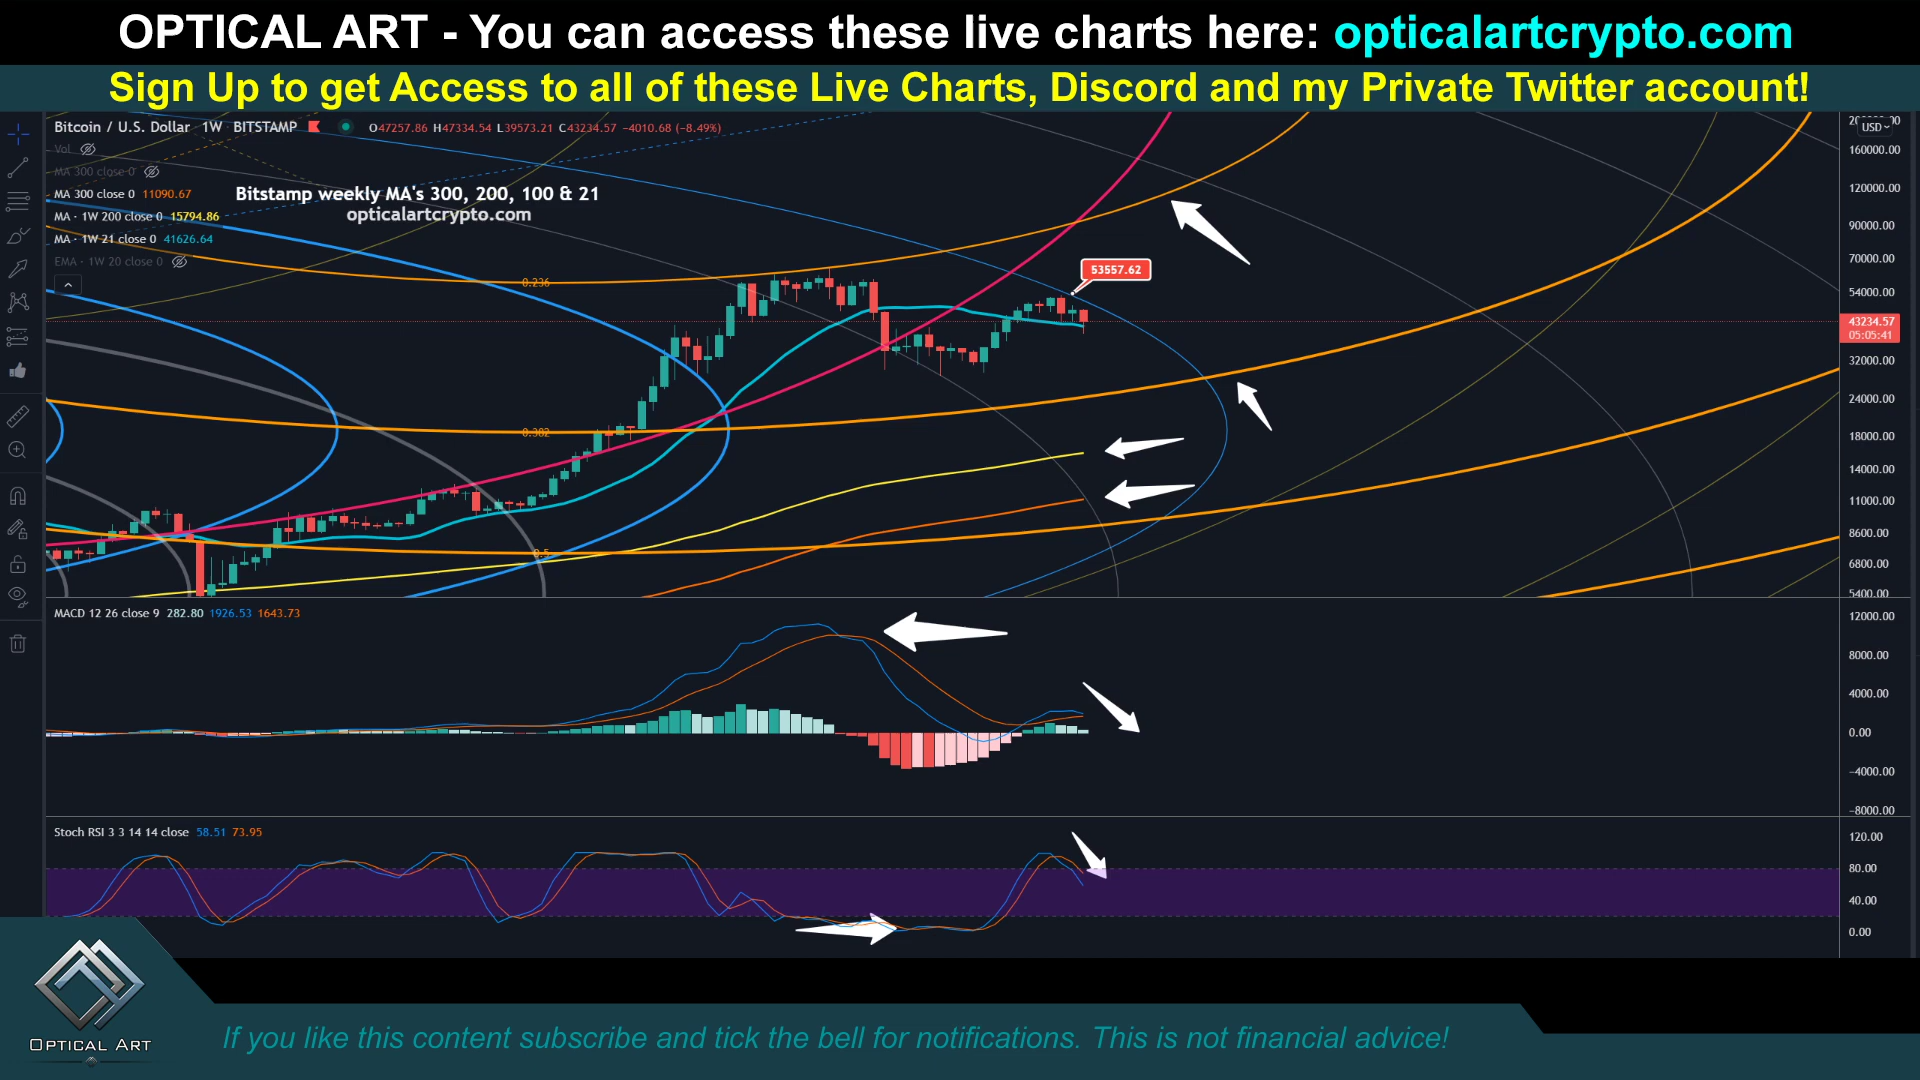 OPTICAL ART - You can access these live charts here: opticalartcrypto.com
Sign Up to get Access to all of these Live Charts, Discord and my Private Twitter account!
Bitcoin / U.S. Dollar 1W BITSTAMP O47257.86 H47334.54 L39573.21 C43234.57 −4010.68 (−8.49%)
Vol
MA 300 close 0
MA 300 close 0 11090.67
MA - 1W 200 close 0 15794.86
MA - 1W 21 close 0 41626.64
EMA - 1W 20 close 0
Bitstamp weekly MA's 300, 200, 100 & 21
opticalartcrypto.com
0.236
53557.62
0.382
0.5
USD
160000.00
120000.00
90000.00
70000.00
54000.00
43234.57
05:05:41
32000.00
24000.00
18000.00
14000.00
11000.00
8600.00
6800.00
5400.00
MACD 12 26 close 9 282.80 1926.53 1643.73
12000.00
8000.00
4000.00
0.00
−4000.00
−8000.00
Stoch RSI 3 3 14 14 close 58.51 73.95
120.00
80.00
40.00
0.00
OPTICAL ART
If you like this content subscribe and tick the bell for notifications. This is not financial advice!